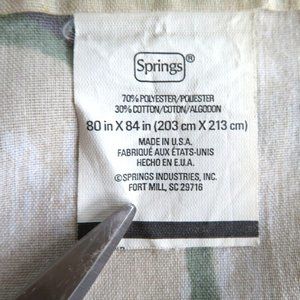 Springs®
70% POLYESTER/POLIESTER
30% COTTON/COTON/ALGODON
80 in X 84 in (203 cm X 213 cm)
MADE IN U.S.A.
FABRIQUÉ AUX ÉTATS-UNIS
HECHO EN E.U.A.
©SPRINGS INDUSTRIES, INC.
FORT MILL, SC 29716